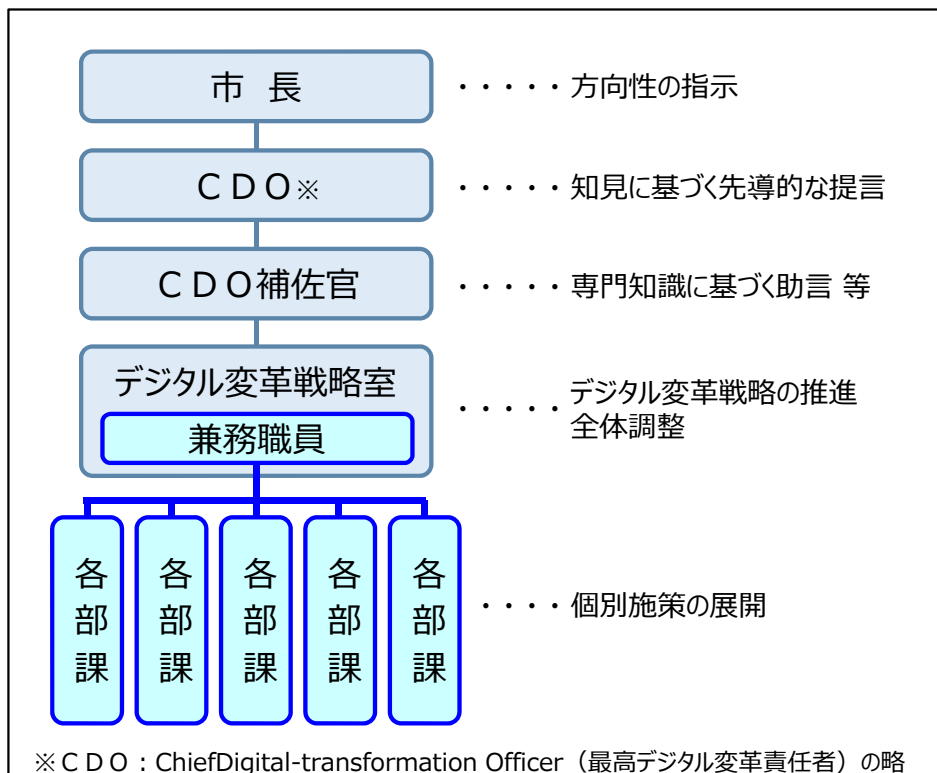 市 長 ・・・・・ 方向性の指示
ＣＤＯ※ ・・・・・ 知見に基づく先導的な提言
ＣＤＯ補佐官 ・・・・・ 専門知識に基づく助言 等
デジタル変革戦略室
兼務職員
・・・・・ デジタル変革戦略の推進
全体調整
各部課
各部課
各部課
各部課
各部課
・・・・ 個別施策の展開
※ＣＤＯ：ChiefDigital-transformation Officer（最高デジタル変革責任者）の略